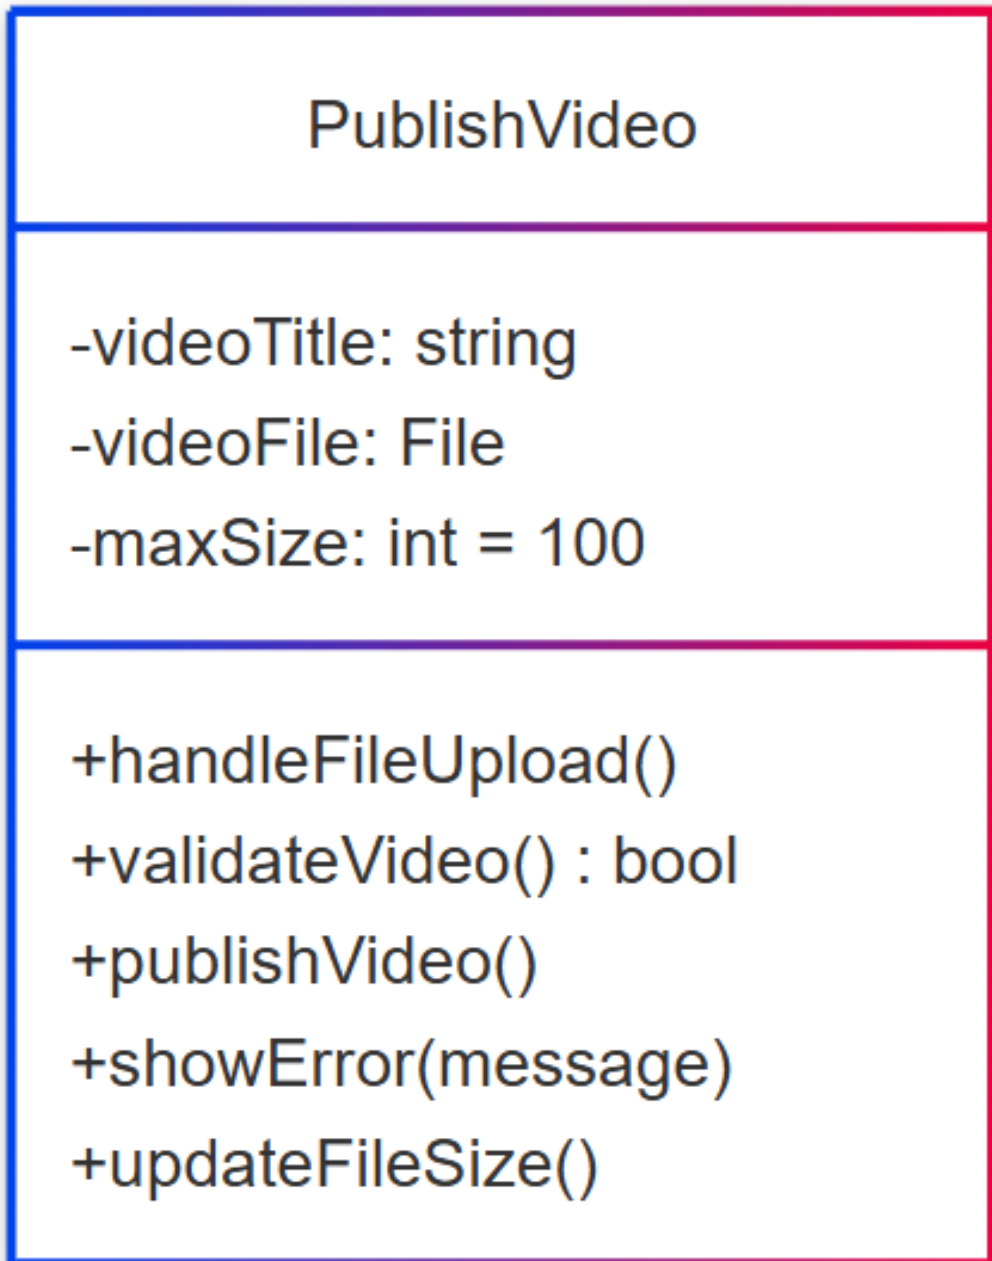 PublishVideo
-videoTitle: string
-videoFile: File
-maxSize: int = 100
+handleFileUpload()
+validateVideo() : bool
+publishVideo()
+showError(message)
+updateFileSize()